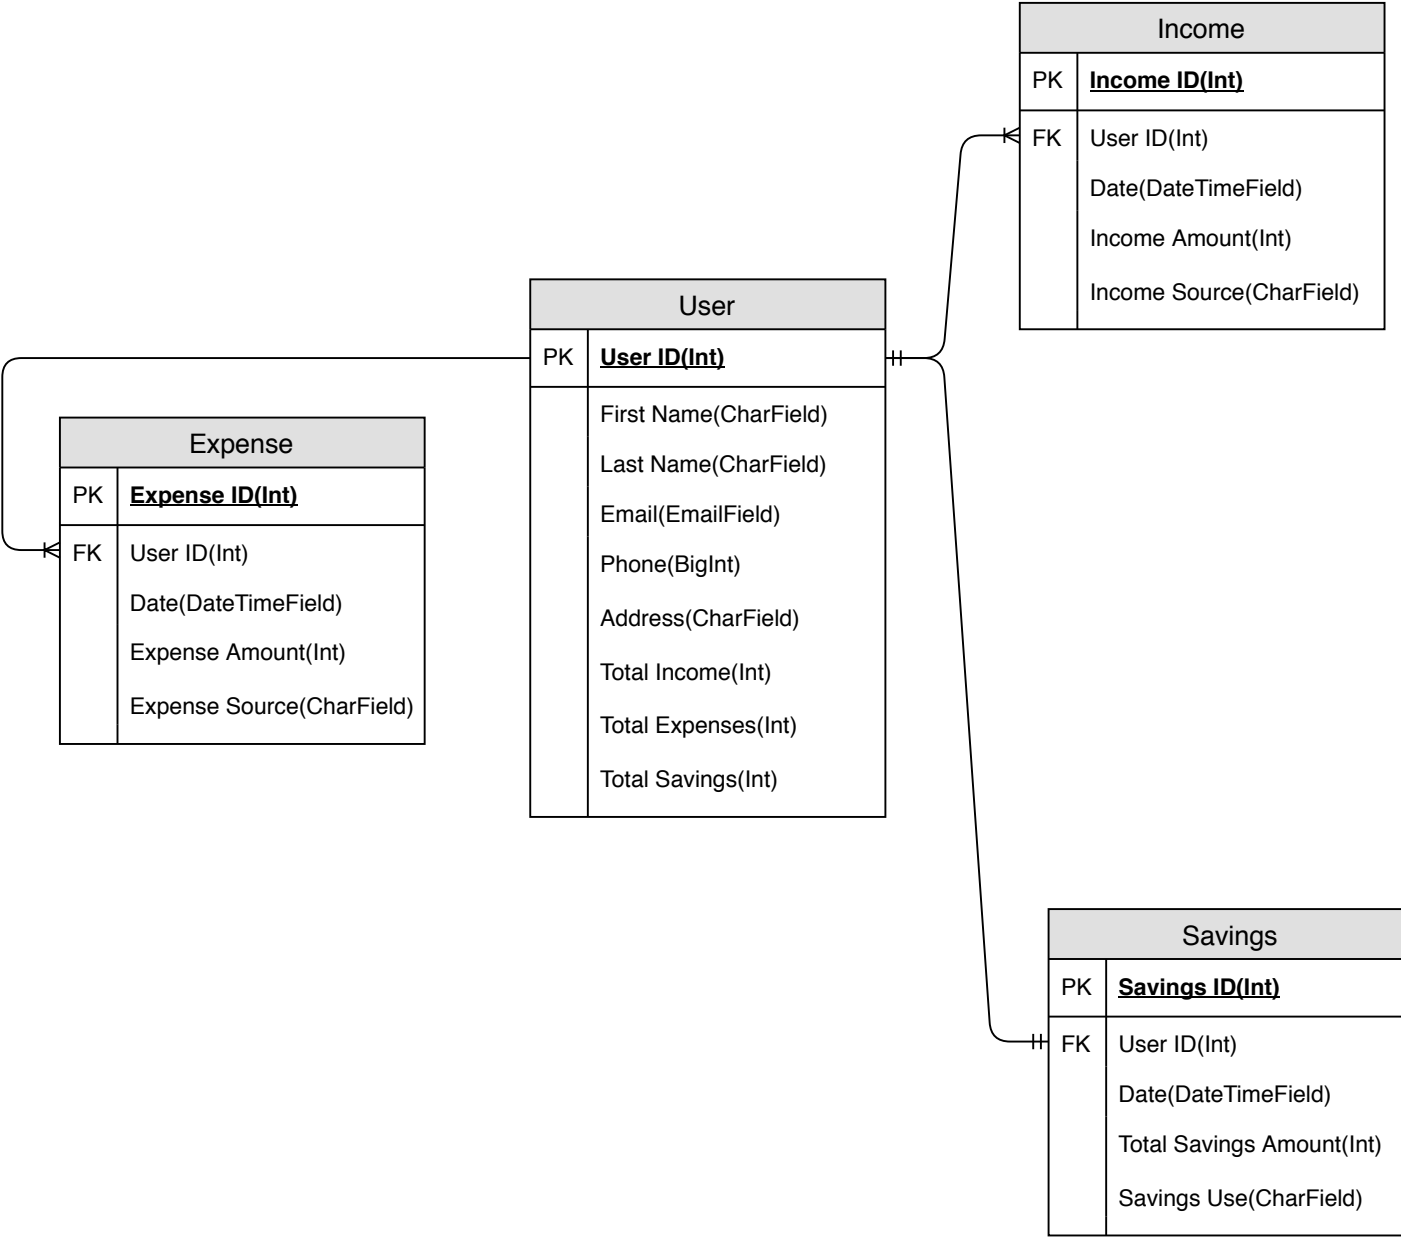 Income
PK Income ID(Int)
FK User ID(Int)
Date(DateTimeField)
Income Amount(Int)
Income Source(CharField)
User
PK User ID(Int)
First Name(CharField)
Last Name(CharField)
Email(EmailField)
Phone(BigInt)
Address(CharField)
Total Income(Int)
Total Expenses(Int)
Total Savings(Int)
Expense
PK Expense ID(Int)
FK User ID(Int)
Date(DateTimeField)
Expense Amount(Int)
Expense Source(CharField)
Savings
PK Savings ID(Int)
FK User ID(Int)
Date(DateTimeField)
Total Savings Amount(Int)
Savings Use(CharField)